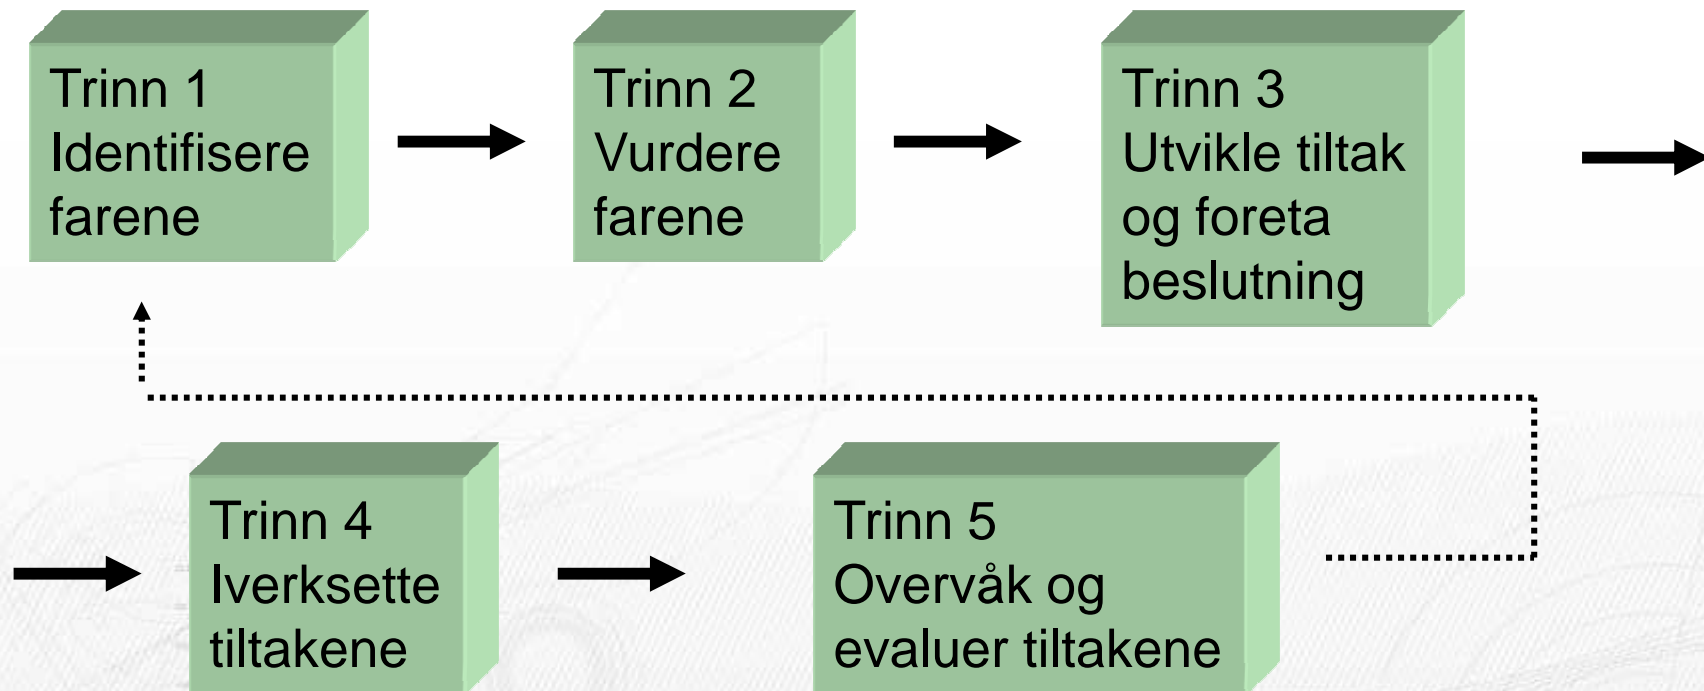 Trinn 1
Identifisere
farene
Trinn 2
Vurdere
farene
Trinn 3
Utvikle tiltak
og foreta
beslutning
Trinn 4
Iverksette
tiltakene
Trinn 5
Overvåk og
evaluer tiltakene